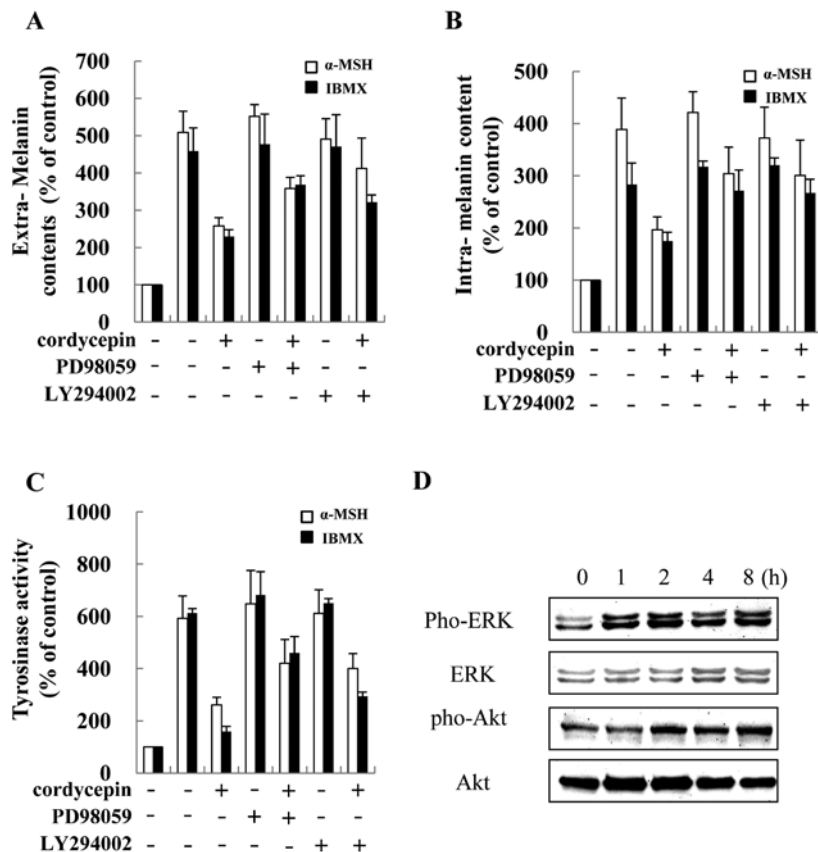 A
Extra- Melanin
contents (% of control)
700
600
500
400
300
200
100
0
α-MSH
IBMX
cordycepin - - + - + - +
PD98059 - - - + + - -
LY294002 - - - - - + +
B
Intra- melanin content
(% of control)
500
400
300
200
100
0
α-MSH
IBMX
cordycepin - - + - + - +
PD98059 - - - + + - -
LY294002 - - - - - + +
C
Tyrosinase activity
(% of control)
1000
800
600
400
200
0
α-MSH
IBMX
cordycepin - - + - + - +
PD98059 - - - + + - -
LY294002 - - - - - + +
D
0 1 2 4 8 (h)
Pho-ERK
ERK
pho-Akt
Akt